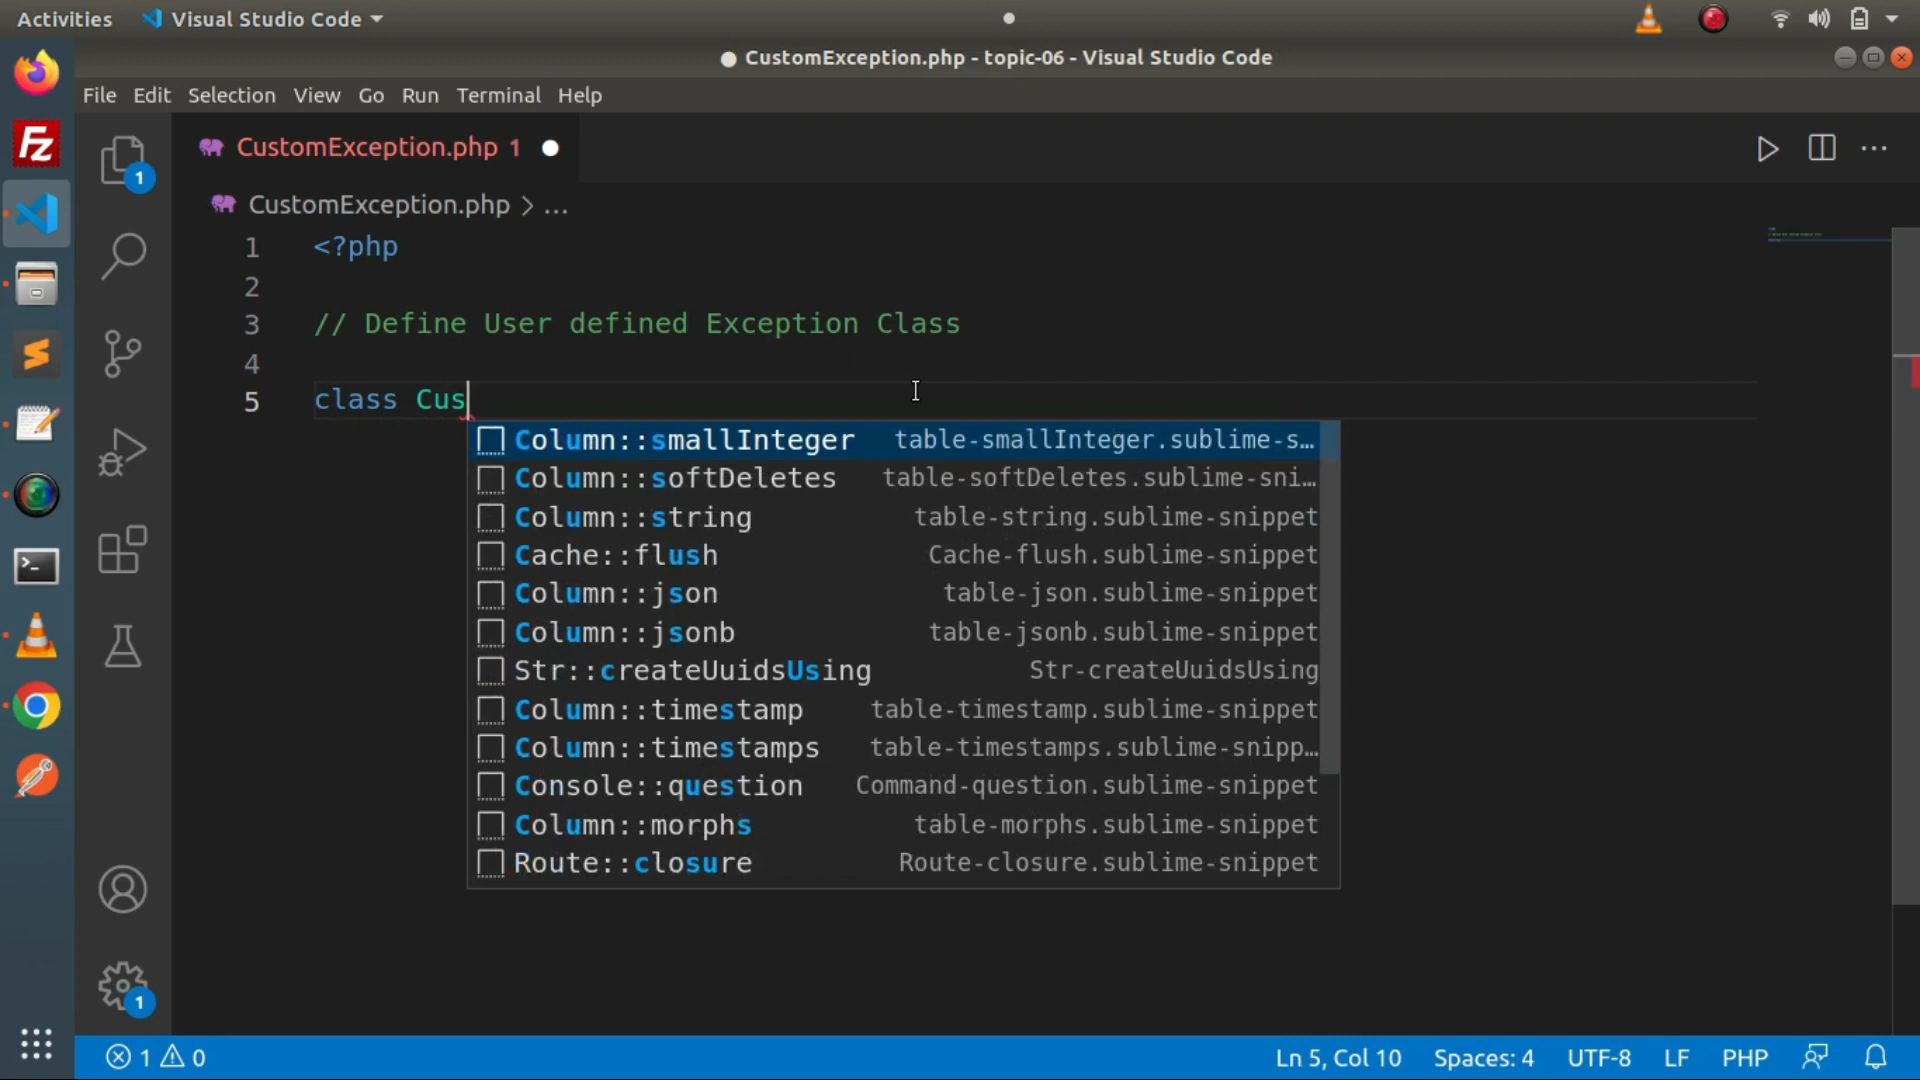 Activities Visual Studio Code
CustomException.php - topic-06 - Visual Studio Code
File Edit Selection View Go Run Terminal Help
CustomException.php 1
CustomException.php > ...
1 <?php
2
3 // Define User defined Exception Class
4
5 class Cus
Column::smallInteger table-smallInteger.sublime-s…
Column::softDeletes table-softDeletes.sublime-sni…
Column::string table-string.sublime-snippet
Cache::flush Cache-flush.sublime-snippet
Column::json table-json.sublime-snippet
Column::jsonb table-jsonb.sublime-snippet
Str::createUuidsUsing Str-createUuidsUsing
Column::timestamp table-timestamp.sublime-snippet
Column::timestamps table-timestamps.sublime-snipp…
Console::question Command-question.sublime-snippet
Column::morphs table-morphs.sublime-snippet
Route::closure Route-closure.sublime-snippet
Fz
1
1
1 0 Ln 5, Col 10 Spaces: 4 UTF-8 LF PHP